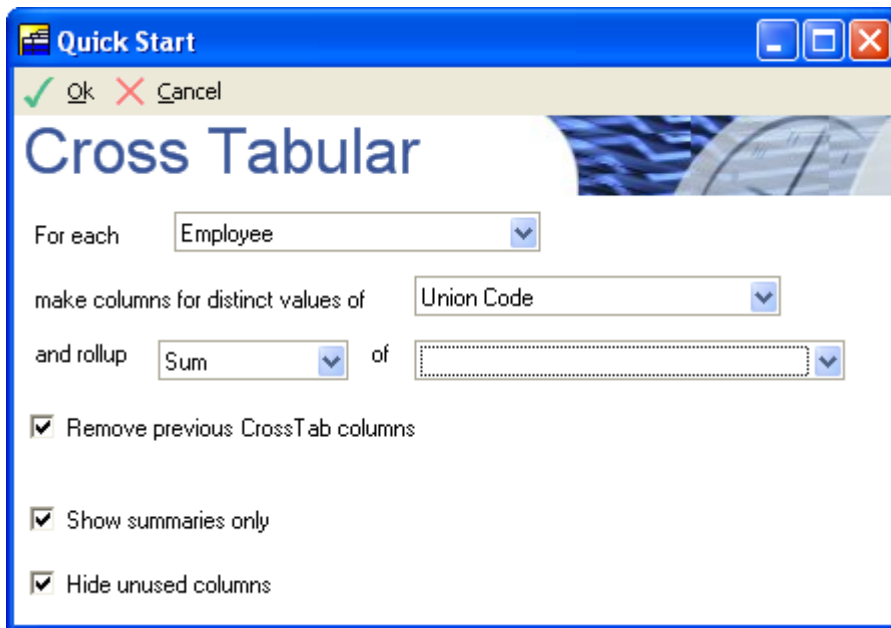 Quick Start
Ok Cancel
Cross Tabular
For each Employee
make columns for distinct values of Union Code
and rollup Sum of
Remove previous CrossTab columns
Show summaries only
Hide unused columns